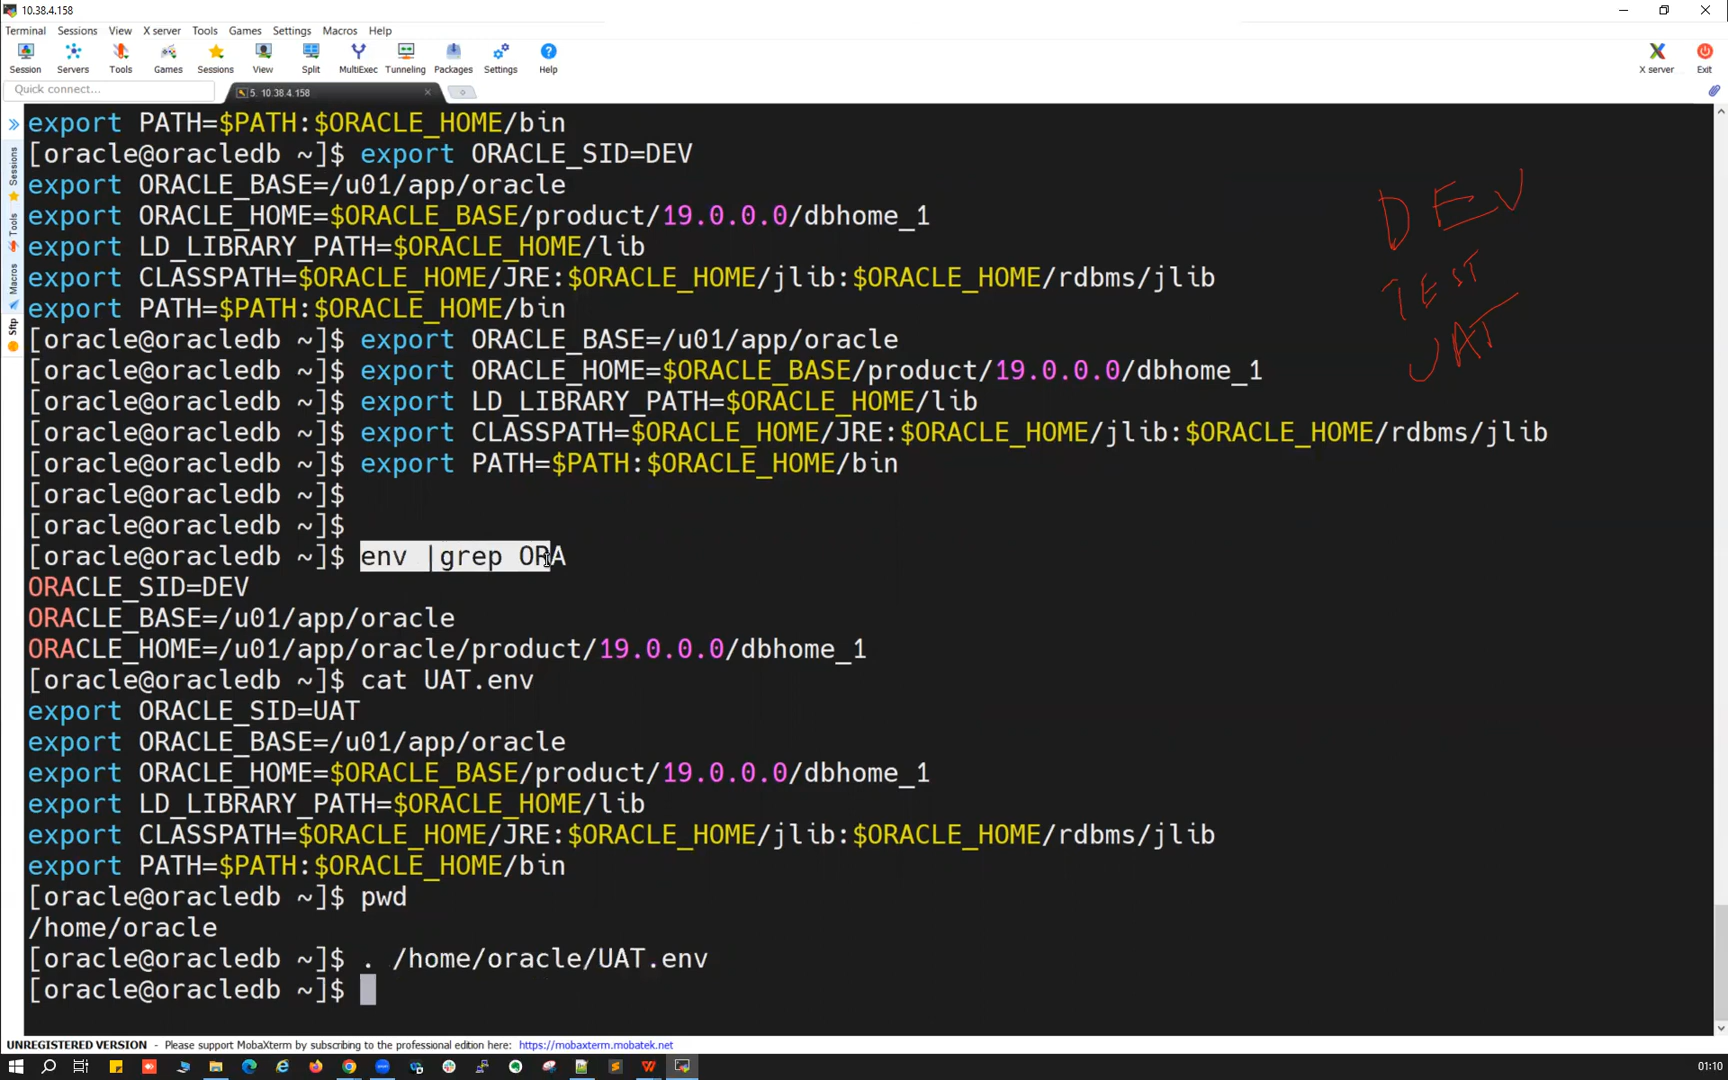 10.38.4.158
Terminal Sessions View X server Tools Games Settings Macros Help
Session Servers Tools Games Sessions View Split MultiExec Tunneling Packages Settings Help X server Exit
Quick connect...
5. 10.38.4.158
Sessions
Tools
Macros
Sftp
export PATH=$PATH:$ORACLE_HOME/bin
[oracle@oracledb ~]$ export ORACLE_SID=DEV
export ORACLE_BASE=/u01/app/oracle
export ORACLE_HOME=$ORACLE_BASE/product/19.0.0.0/dbhome_1
export LD_LIBRARY_PATH=$ORACLE_HOME/lib
export CLASSPATH=$ORACLE_HOME/JRE:$ORACLE_HOME/jlib:$ORACLE_HOME/rdbms/jlib
export PATH=$PATH:$ORACLE_HOME/bin
[oracle@oracledb ~]$ export ORACLE_BASE=/u01/app/oracle
[oracle@oracledb ~]$ export ORACLE_HOME=$ORACLE_BASE/product/19.0.0.0/dbhome_1
[oracle@oracledb ~]$ export LD_LIBRARY_PATH=$ORACLE_HOME/lib
[oracle@oracledb ~]$ export CLASSPATH=$ORACLE_HOME/JRE:$ORACLE_HOME/jlib:$ORACLE_HOME/rdbms/jlib
[oracle@oracledb ~]$ export PATH=$PATH:$ORACLE_HOME/bin
[oracle@oracledb ~]$
[oracle@oracledb ~]$
[oracle@oracledb ~]$ env |grep ORA
ORACLE_SID=DEV
ORACLE_BASE=/u01/app/oracle
ORACLE_HOME=/u01/app/oracle/product/19.0.0.0/dbhome_1
[oracle@oracledb ~]$ cat UAT.env
export ORACLE_SID=UAT
export ORACLE_BASE=/u01/app/oracle
export ORACLE_HOME=$ORACLE_BASE/product/19.0.0.0/dbhome_1
export LD_LIBRARY_PATH=$ORACLE_HOME/lib
export CLASSPATH=$ORACLE_HOME/JRE:$ORACLE_HOME/jlib:$ORACLE_HOME/rdbms/jlib
export PATH=$PATH:$ORACLE_HOME/bin
[oracle@oracledb ~]$ pwd
/home/oracle
[oracle@oracledb ~]$ . /home/oracle/UAT.env
[oracle@oracledb ~]$
DEV
TEST
UAT
UNREGISTERED VERSION - Please support MobaXterm by subscribing to the professional edition here: https://mobaxterm.mobatek.net
01:10